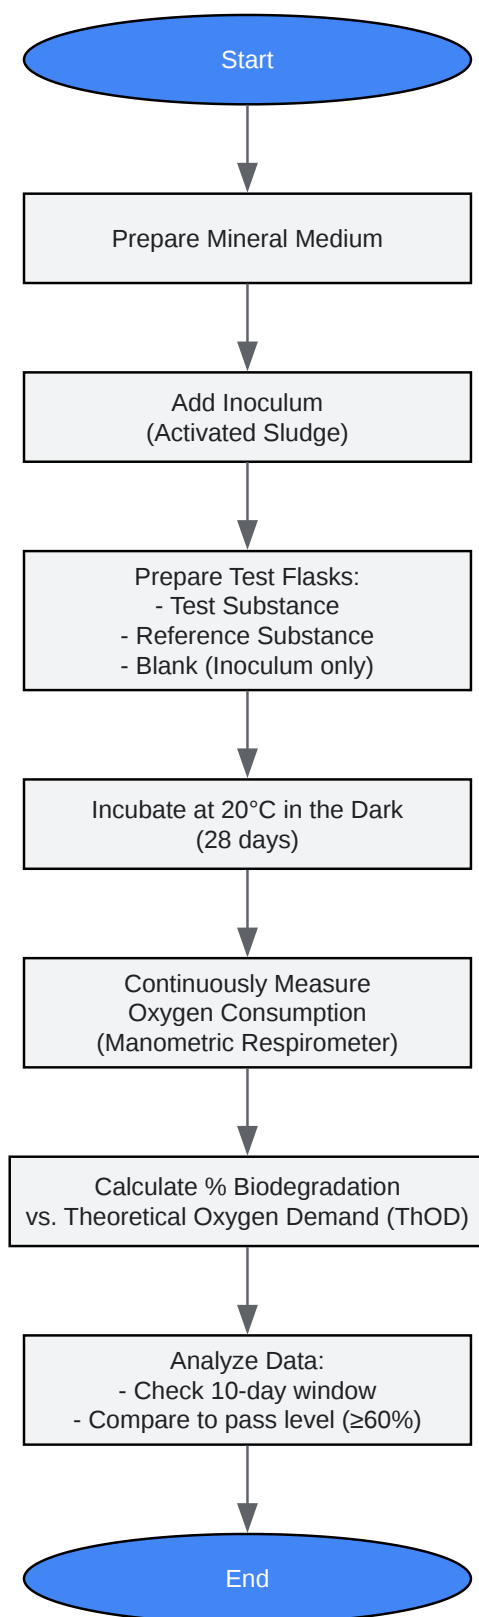 Start
Prepare Mineral Medium
Add Inoculum
(Activated Sludge)
Prepare Test Flasks:
- Test Substance
- Reference Substance
- Blank (Inoculum only)
Incubate at 20°C in the Dark
(28 days)
Continuously Measure
Oxygen Consumption
(Manometric Respirometer)
Calculate % Biodegradation
vs. Theoretical Oxygen Demand (ThOD)
Analyze Data:
- Check 10-day window
- Compare to pass level (≥60%)
End